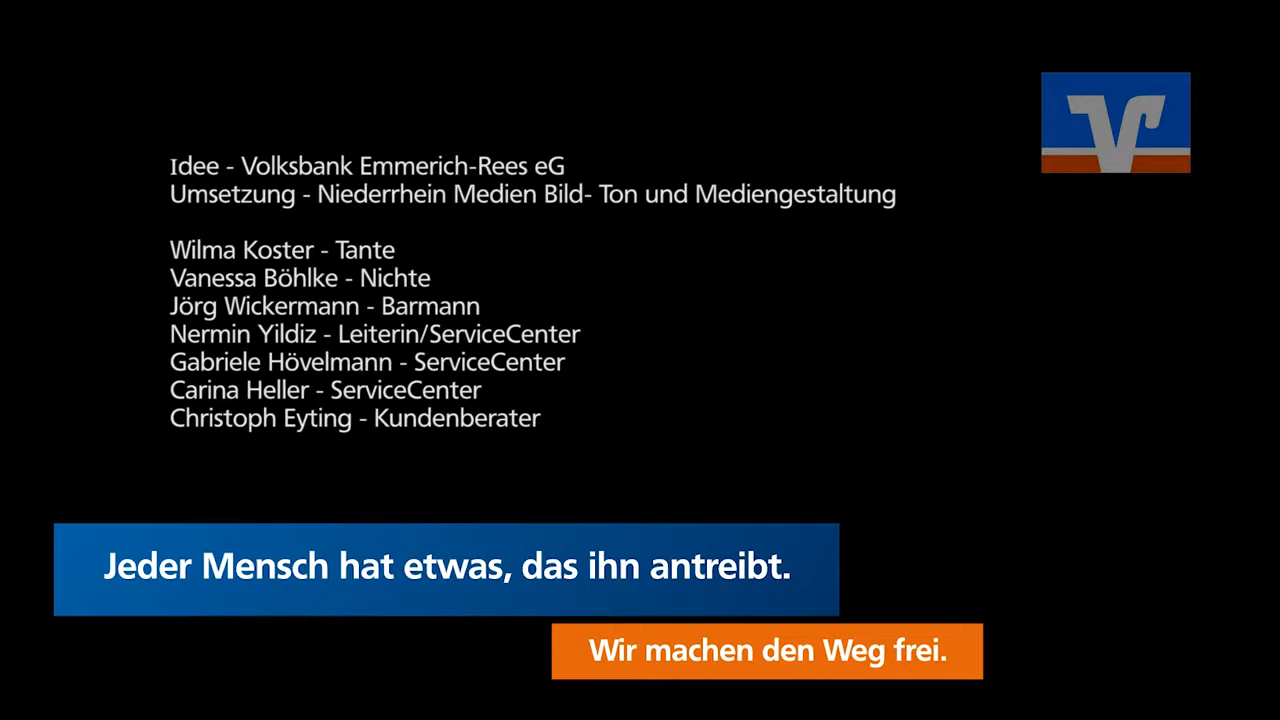 Idee - Volksbank Emmerich-Rees eG
Umsetzung - Niederrhein Medien Bild- Ton und Mediengestaltung
Wilma Koster - Tante
Vanessa Böhlke - Nichte
Jörg Wickermann - Barmann
Nermin Yildiz - Leiterin/ServiceCenter
Gabriele Hövelmann - ServiceCenter
Carina Heller - ServiceCenter
Christoph Eyting - Kundenberater
Jeder Mensch hat etwas, das ihn antreibt.
Wir machen den Weg frei.